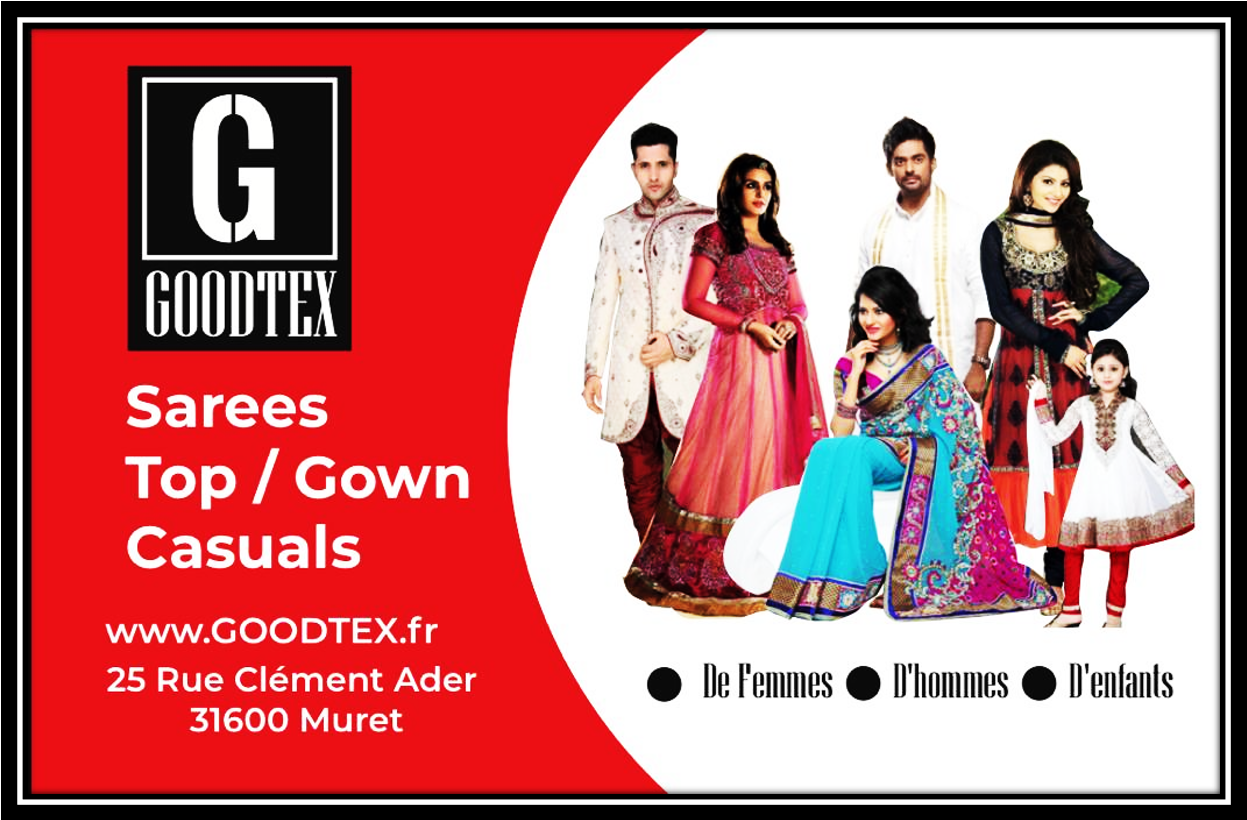 G
GOODTEX
Sarees
Top / Gown
Casuals
www.GOODTEX.fr
25 Rue Clément Ader
31600 Muret
De Femmes D'hommes D'enfants